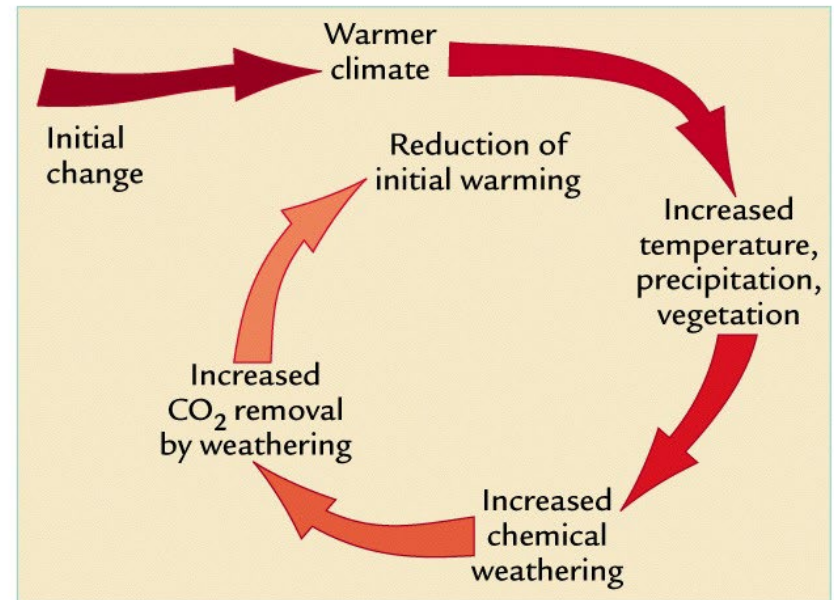 Initial
change
Warmer
climate
Increased
temperature,
precipitation,
vegetation
Increased
chemical
weathering
Increased
CO₂ removal
by weathering
Reduction of
initial warming